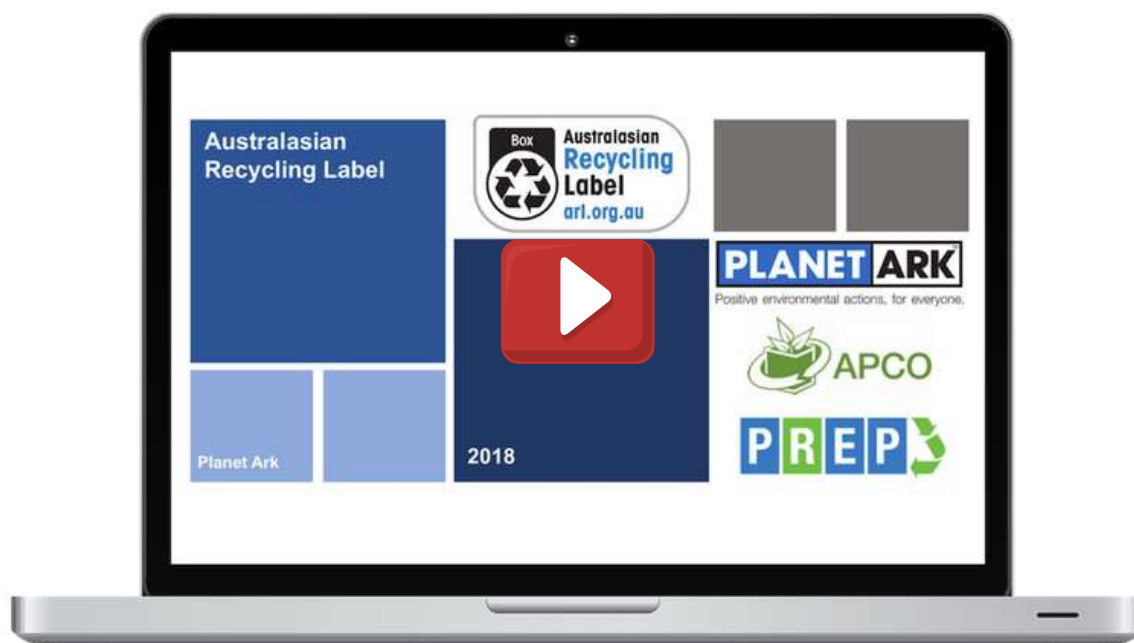 Australasian
Recycling Label
Planet Ark
Box
Australasian
Recycling
Label
arl.org.au
2018
PLANET ARK
Positive environmental actions, for everyone.
APCO
PREP